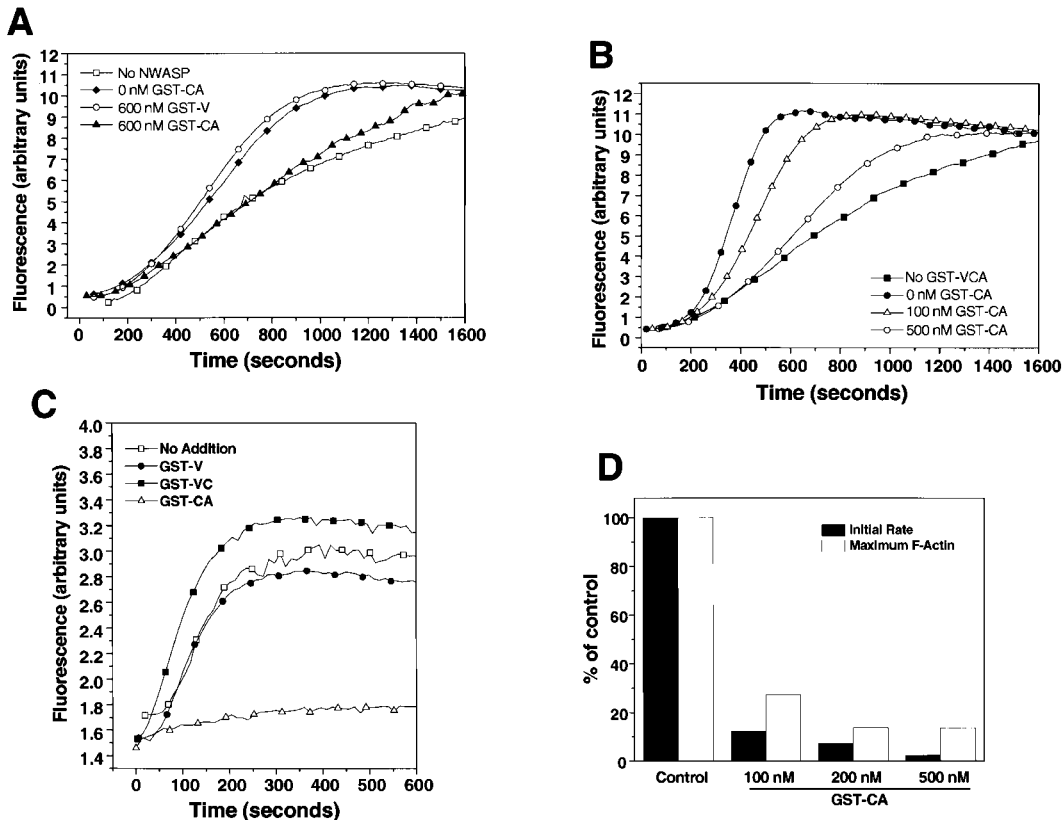 A
Fluorescence (arbitrary units)
12
11
10
9
8
7
6
5
4
3
2
1
0
No NWASP
0 nM GST-CA
600 nM GST-V
600 nM GST-CA
0 200 400 600 800 1000 1200 1400 1600
Time (seconds)
B
Fluorescence (arbitrary units)
11
10
9
8
7
6
5
4
3
2
1
0
No GST-VCA
0 nM GST-CA
100 nM GST-CA
500 nM GST-CA
0 200 400 600 800 1000 1200 1400 1600
Time (seconds)
C
Fluorescence (arbitrary units)
4.0
3.8
3.6
3.4
3.2
3.0
2.8
2.6
2.4
2.2
2.0
1.8
1.6
1.4
No Addition
GST-V
GST-VC
GST-CA
0 100 200 300 400 500 600
Time (seconds)
D
% of control
100
80
60
40
20
0
Initial Rate
Maximum F-Actin
Control 100 nM 200 nM 500 nM
GST-CA